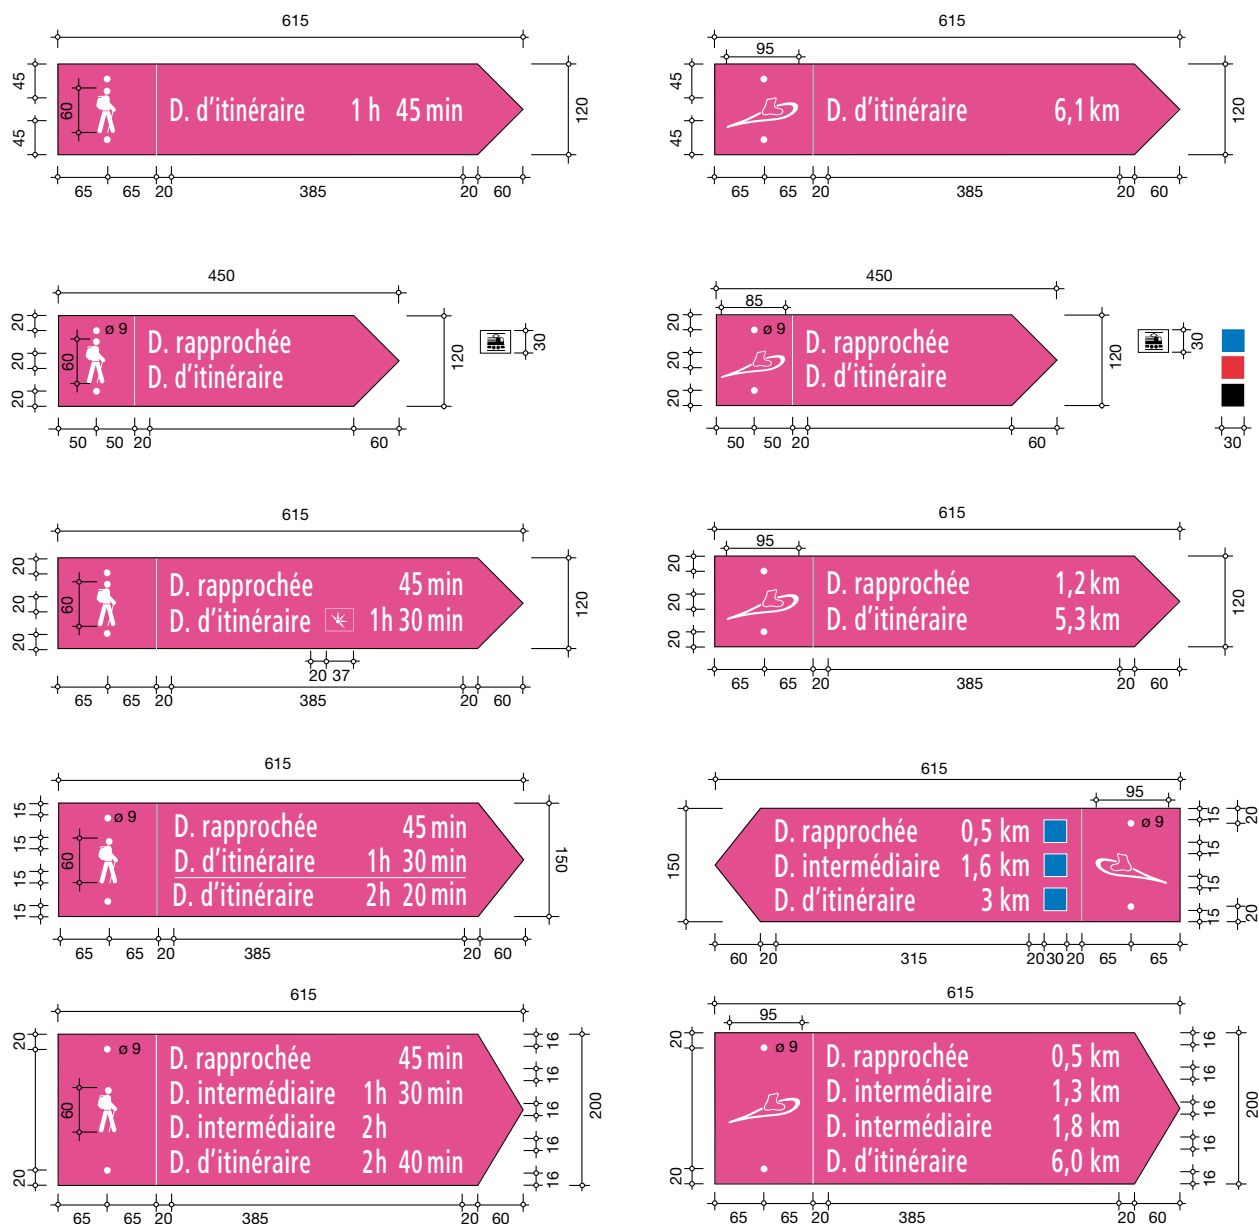 615
45
45
60
D. d'itinéraire 1 h 45 min
120
65 65 20 385 20 60
615
95
45
45
D. d'itinéraire 6,1 km
120
65 65 20 385 20 60
450
20
20
20
60
ø 9
D. rapprochée
D. d'itinéraire
120
30
50 50 20 60
450
85
20
20
20
ø 9
D. rapprochée
D. d'itinéraire
120
30
50 50 20 60
30
615
20
20
20
60
D. rapprochée 45 min
D. d'itinéraire 1h 30 min
120
20 37
65 65 20 385 20 60
615
95
20
20
20
D. rapprochée 1,2 km
D. d'itinéraire 5,3 km
120
65 65 20 385 20 60
615
15
15
15
15
60
ø 9
D. rapprochée 45 min
D. d'itinéraire 1h 30 min
D. d'itinéraire 2h 20 min
150
65 65 20 385 20 60
615
95
150
D. rapprochée 0,5 km
D. intermédiaire 1,6 km
D. d'itinéraire 3 km
ø 9
15
15
15
15
20
20
60 20 315 20 30 20 65 65
615
20
20
60
ø 9
D. rapprochée 45 min
D. intermédiaire 1h 30 min
D. intermédiaire 2h
D. d'itinéraire 2h 40 min
16
16
16
16
16
200
65 65 20 385 20 60
615
95
20
20
ø 9
D. rapprochée 0,5 km
D. intermédiaire 1,3 km
D. intermédiaire 1,8 km
D. d'itinéraire 6,0 km
16
16
16
16
16
200
65 65 20 385 20 60